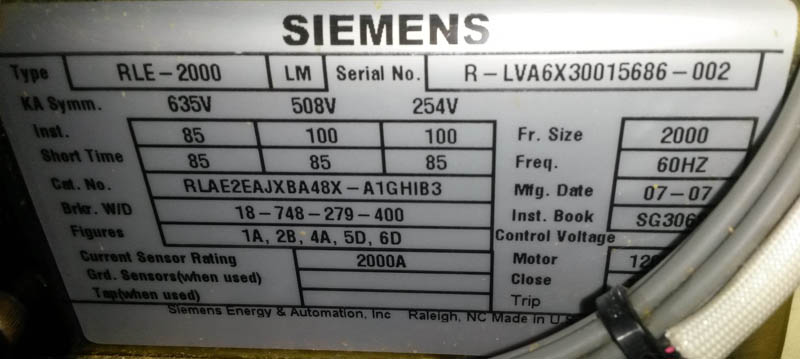 SIEMENS
Type RLE-2000 LM Serial No. R-LVA6X30015686-002
KA Symm. 635V 508V 254V
Inst. 85 100 100 Fr. Size 2000
Short Time 85 85 85 Freq. 60HZ
Cat. No. RLAE2EAJXBA48X-A1GHIB3 Mfg. Date 07-07
Brkr. W/D 18-748-279-400 Inst. Book
Figures 1A, 2B, 4A, 5D, 6D Control Voltage
Current Sensor Rating 2000A Motor
Grd. Sensors(when used) Close
Tap(when used) Trip
Siemens Energy & Automation, Inc Raleigh, NC Made in U